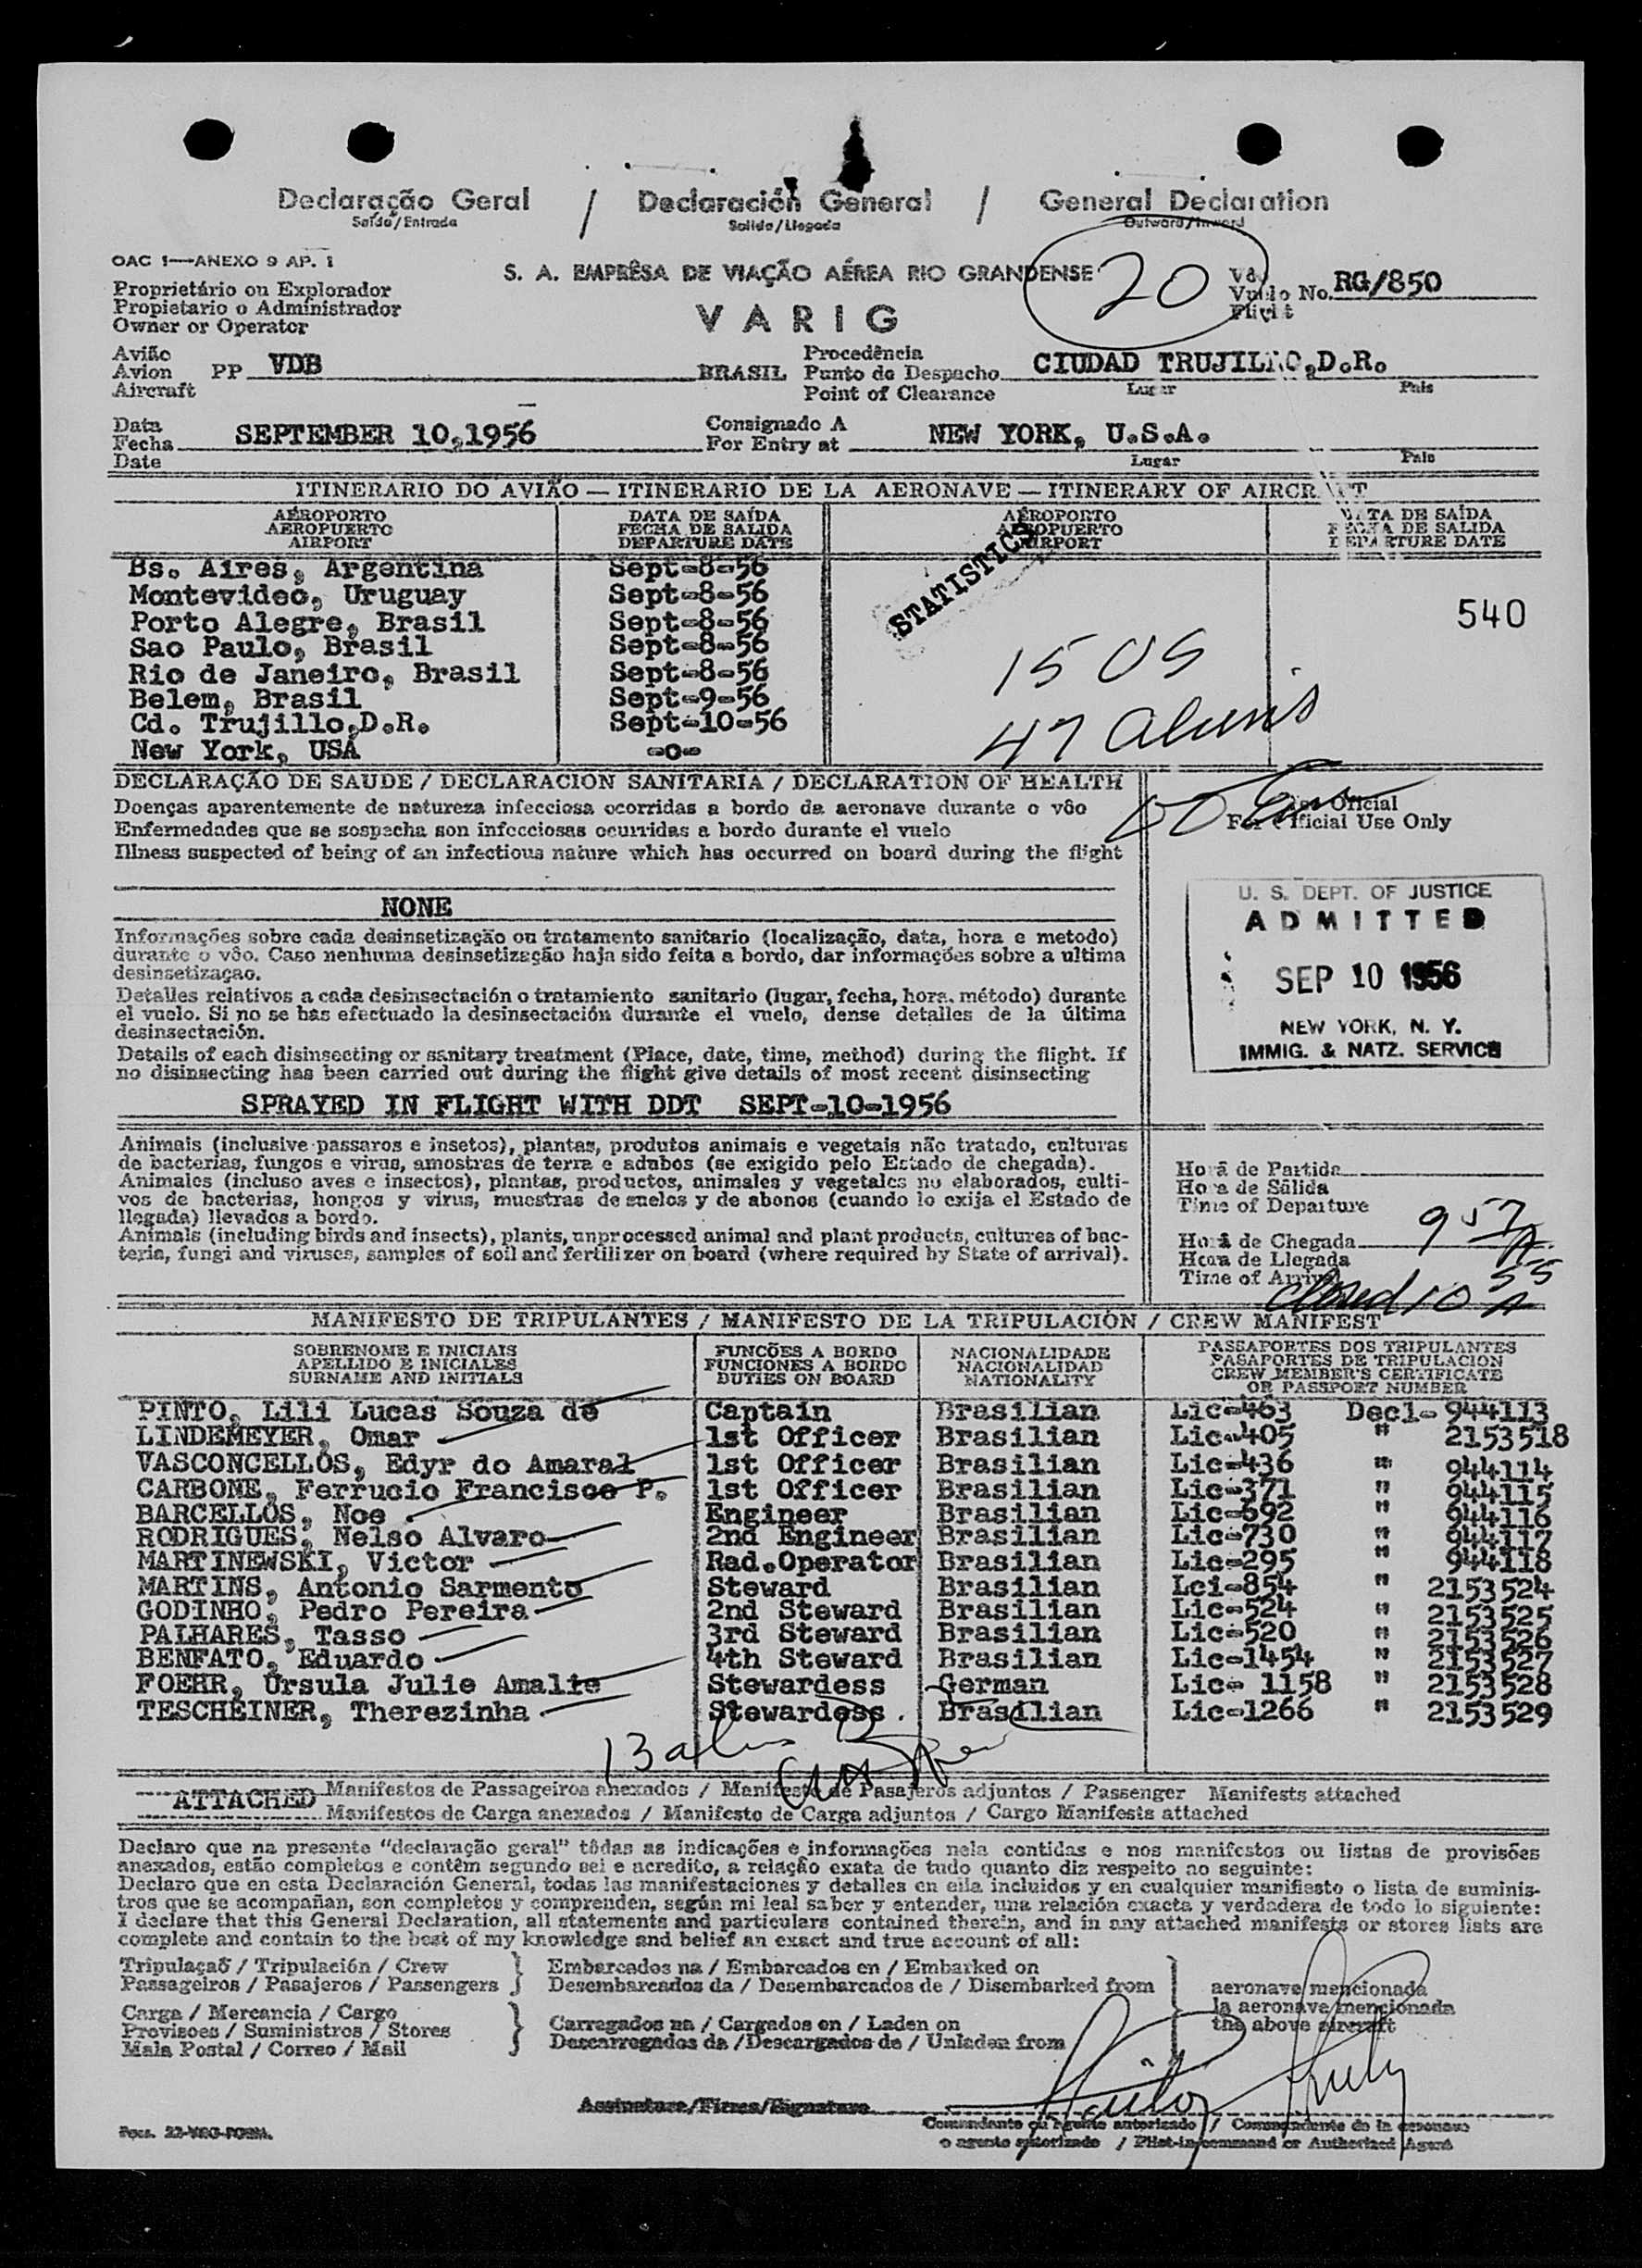 Declaração Geral / Declaración General / General Declaration
Saída/Entrada Salida/Llegada Outward/Inward
OAC 1—ANEXO 9 AP. 1
S. A. EMPRÊSA DE VIAÇÃO AÉREA RIO GRANDENSE
20
Vôo
Vuelo No. RG/850
Flight
Proprietário ou Explorador
Propietario o Administrador
Owner or Operator
VARIG
Avião
Avion PP VDB BRASIL
Aircraft
Procedência
Punto de Despacho CIUDAD TRUJILLO,D.R.
Point of Clearance Lugar Pais
Data
Fecha SEPTEMBER 10,1956
Date
Consignado A
For Entry at NEW YORK, U.S.A.
Lugar Pais
ITINERARIO DO AVIÃO — ITINERARIO DE LA AERONAVE — ITINERARY OF AIRCRAFT
AÉROPORTO DATA DE SAÍDA AÉROPORTO DATA DE SAÍDA
AEROPUERTO FECHA DE SALIDA AEROPUERTO FECHA DE SALIDA
AIRPORT DEPARTURE DATE AIRPORT DEPARTURE DATE
STATISTICS
Bs. Aires, Argentina Sept-8-56
Montevideo, Uruguay Sept-8-56
Porto Alegre, Brasil Sept-8-56
540
Sao Paulo, Brasil Sept-8-56
Rio de Janeiro, Brasil Sept-8-56
15 US
Belem, Brasil Sept-9-56
Cd. Trujillo,D.R. Sept-10-56
47 Aliens
New York, USA -o-
DECLARAÇÃO DE SAUDE / DECLARACION SANITARIA / DECLARATION OF HEALTH
Doenças aparentemente de natureza infecciosa ocorridas a bordo da aeronave durante o vôo
Enfermedades que se sospecha son infecciosas ocurridas a bordo durante el vuelo
Illness suspected of being of an infectious nature which has occurred on board during the flight
Oficial
For Official Use Only
NONE
U. S. DEPT. OF JUSTICE
ADMITTED
SEP 10 1956
NEW YORK, N. Y.
IMMIG. & NATZ. SERVICE
Informações sobre cada desinsetização ou tratamento sanitario (localização, data, hora e metodo)
durante o vôo. Caso nenhuma desinsetização haja sido feita a bordo, dar informações sobre a ultima
desinsetizaçao.
Detalles relativos a cada desinsectación o tratamiento sanitario (lugar, fecha, hora, método) durante
el vuelo. Si no se has efectuado la desinsectación durante el vuelo, dense detalles de la última
desinsectación.
Details of each disinsecting or sanitary treatment (Place, date, time, method) during the flight. If
no disinsecting has been carried out during the flight give details of most recent disinsecting
SPRAYED IN FLIGHT WITH DDT SEPT-10-1956
Animais (inclusive passaros e insetos), plantas, produtos animais e vegetais não tratado, culturas
de bacterias, fungos e virus, amostras de terra e adubos (se exigido pelo Estado de chegada).
Animales (incluso aves e insectos), plantas, productos, animales y vegetales no elaborados, culti-
vos de bacterias, hongos y virus, muestras de suelos y de abonos (cuando lo exija el Estado de
llegada) llevados a bordo.
Animals (including birds and insects), plants, unprocessed animal and plant products, cultures of bac-
teria, fungi and viruses, samples of soil and fertilizer on board (where required by State of arrival).
Hora de Partida
Hora de Sálida
Time of Departure
Hora de Chegada 9 57 A
Hora de Llegada
Time of Arrival
Closed 10 55 A
MANIFESTO DE TRIPULANTES / MANIFESTO DE LA TRIPULACIÓN / CREW MANIFEST
SOBRENOME E INICIAIS FUNCÕES A BORDO NACIONALIDADE PASSAPORTES DOS TRIPULANTES
APELLIDO E INICIALES FUNCIONES A BORDO NACIONALIDAD PASAPORTES DE TRIPULACION
SURNAME AND INITIALS DUTIES ON BOARD NATIONALITY CREW MEMBER'S CERTIFICATE
OR PASSPORT NUMBER
PINTO, Lili Lucas Souza de Captain Brasilian Lic-463 Decl- 944113
LINDEMEYER, Omar 1st Officer Brasilian Lic-405 " 2153518
VASCONCELLOS, Edyr do Amaral 1st Officer Brasilian Lic-436 " 944114
CARBONE, Ferrucio Francisco P. 1st Officer Brasilian Lic-371 " 944115
BARCELLOS, Noe Engineer Brasilian Lic-692 " 944116
RODRIGUES, Nelso Alvaro 2nd Engineer Brasilian Lic-730 " 644117
MARTINEWSKI, Victor Rad.Operator Brasilian Lic-295 " 944118
MARTINS, Antonio Sarmento Steward Brasilian Lci-854 " 2153524
GODINHO, Pedro Pereira 2nd Steward Brasilian Lic-524 " 2153525
PALHARES, Tasso 3rd Steward Brasilian Lic-520 " 2153526
BENFATO, Eduardo 4th Steward Brasilian Lic-1454 " 2153527
FOEHR, Ursula Julie Amalie Stewardess German Lic- 1158 " 2153528
TESCHEINER, Therezinha Stewardess. Brasilian Lic-1266 " 2153529
13
ATTACHED Manifestos de Passageiros anexados / Manifesto de Pasajeros adjuntos / Passenger Manifests attached
Manifestos de Carga anexados / Manifesto de Carga adjuntos / Cargo Manifests attached
Declaro que na presente "declaração geral" tôdas as indicações e informações nela contidas e nos manifestos ou listas de provisões
anexados, estão completos e contêm segundo sei e acredito, a relação exata de tudo quanto diz respeito ao seguinte:
Declaro que en esta Declaración General, todas las manifestaciones y detalles en ella incluidos y en cualquier manifiesto o lista de suminis-
tros que se acompañan, son completos y comprenden, según mi leal saber y entender, una relación exacta y verdadera de todo lo siguiente:
I declare that this General Declaration, all statements and particulars contained therein, and in any attached manifests or stores lists are
complete and contain to the best of my knowledge and belief an exact and true account of all:
Tripulaçaõ / Tripulación / Crew
Passageiros / Pasajeros / Passengers
Embarcados na / Embarcados en / Embarked on
Desembarcados da / Desembarcados de / Disembarked from
Carga / Mercancia / Cargo
Provisoes / Suministros / Stores
Mala Postal / Correo / Mail
Carregados na / Cargados en / Laden on
Descarregados da /Descargados de / Unladen from
aeronave mencionada
la aeronave mencionada
the above aircraft
Assinatura/Firma/Signature
Comandante ou agente autorizado / Commandante de la aeronave
o agente autorizado / Pilot-in-command or Authorized Agent